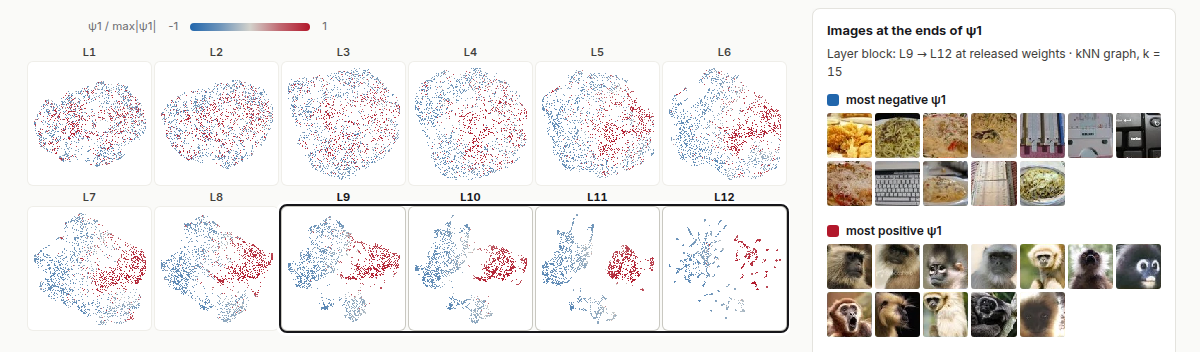 ψ1 / max|ψ1| -1 1
L1 L2 L3 L4 L5 L6
L7 L8 L9 L10 L11 L12
Images at the ends of ψ1
Layer block: L9 → L12 at released weights · kNN graph, k =
15
most negative ψ1
most positive ψ1